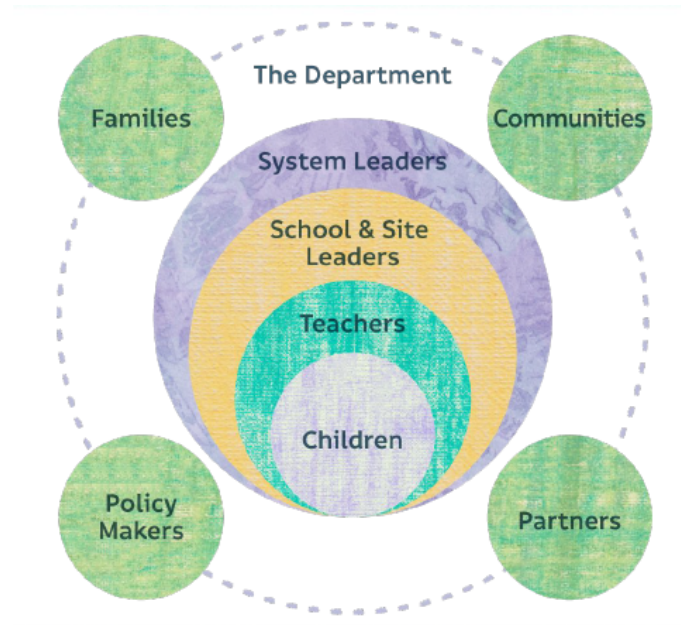 The Department
Families
Communities
System Leaders
School & Site
Leaders
Teachers
Children
Policy
Makers
Partners